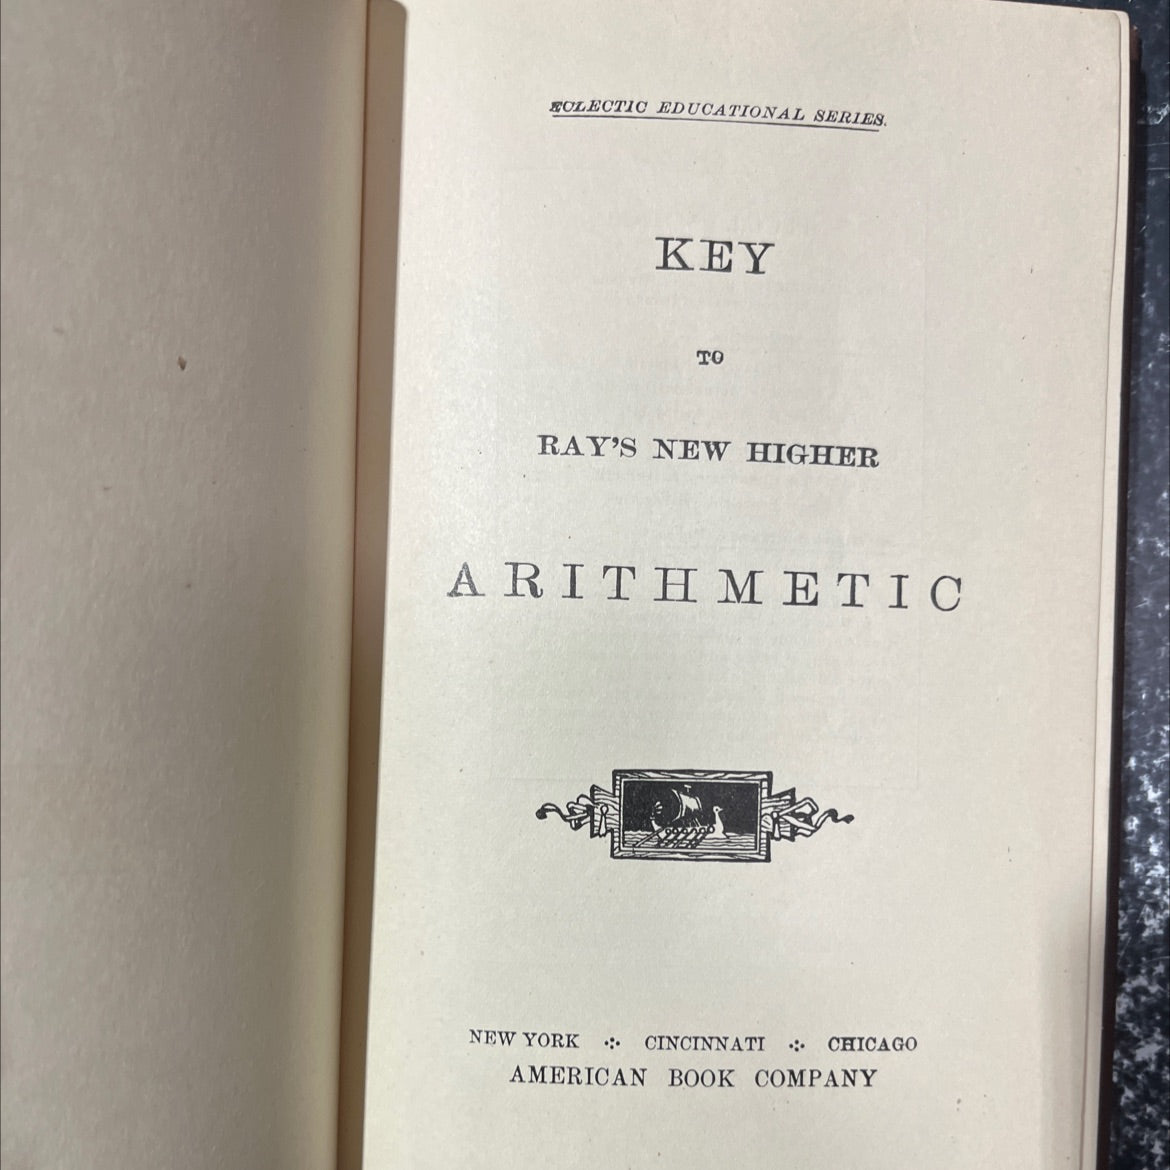 ECLECTIC EDUCATIONAL SERIES.
KEY
TO
RAY'S NEW HIGHER
ARITHMETIC
NEW YORK ·:· CINCINNATI ·:· CHICAGO
AMERICAN BOOK COMPANY